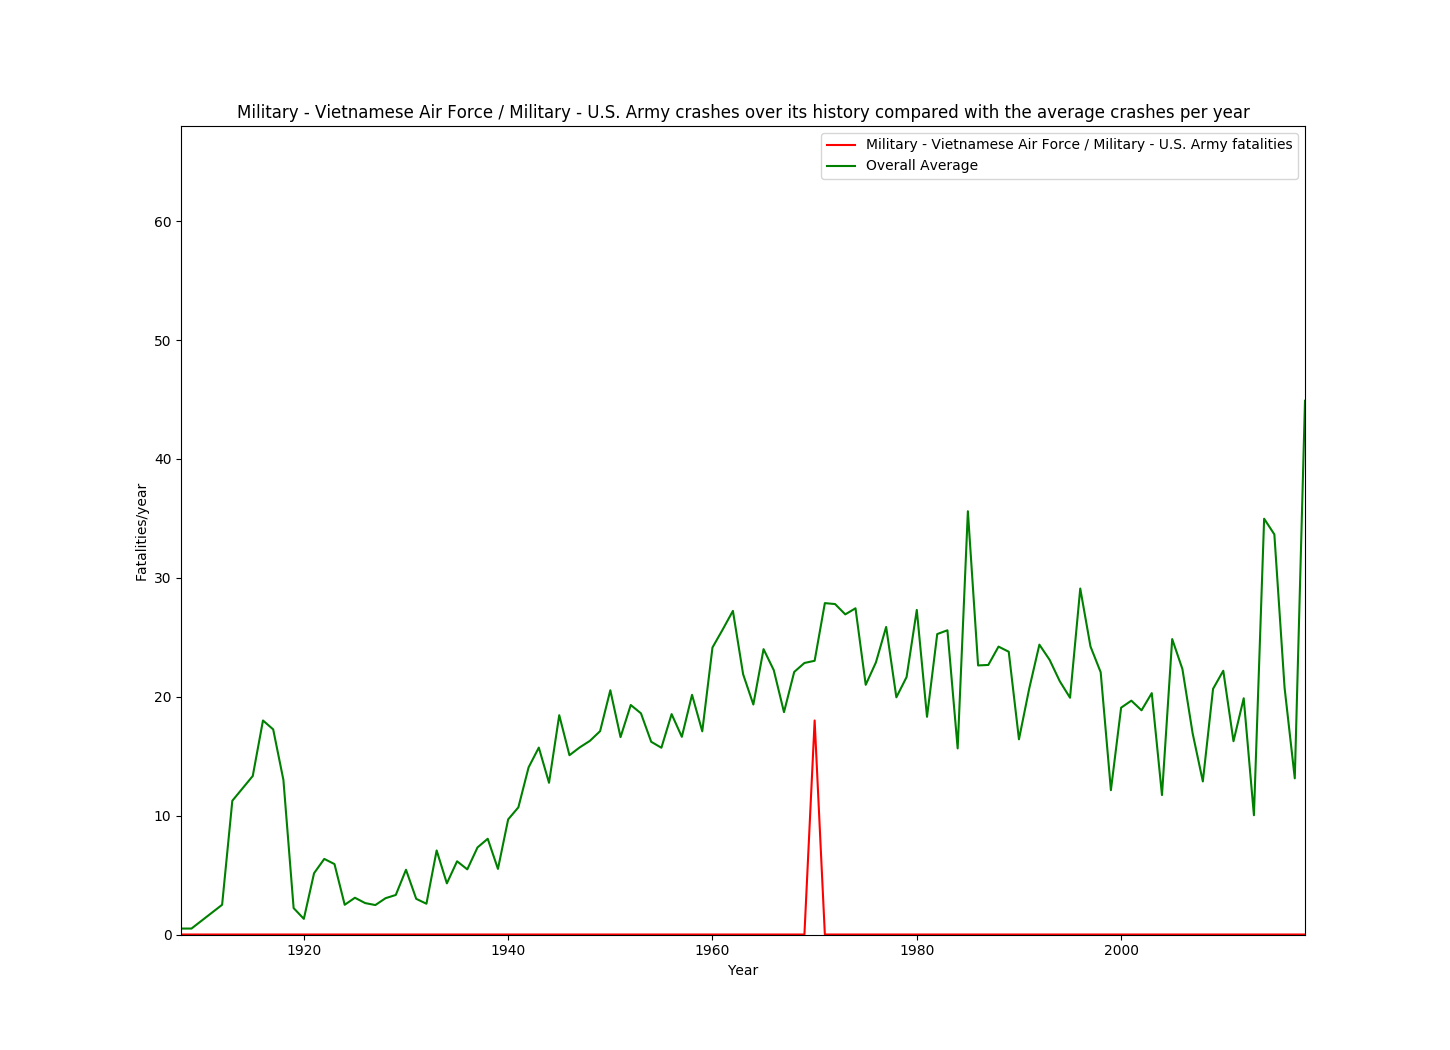 Military - Vietnamese Air Force / Military - U.S. Army crashes over its history compared with the average crashes per year
Military - Vietnamese Air Force / Military - U.S. Army fatalities
Overall Average
60
50
40
30
20
10
0
Fatalities/year
1920 1940 1960 1980 2000
Year